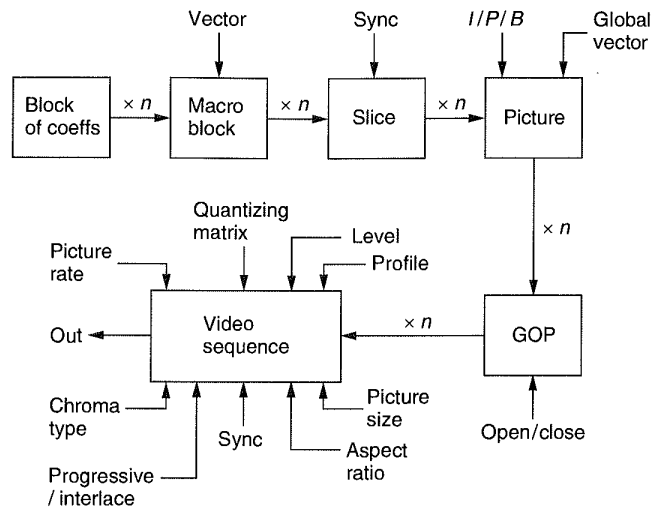 Vector
Sync
I/P/B
Global
vector
Block
of coeffs
× n
Macro
block
× n
Slice
× n
Picture
× n
Quantizing
matrix
Level
Picture
rate
Profile
Out
Video
sequence
× n
GOP
Chroma
type
Sync
Picture
size
Open/close
Aspect
ratio
Progressive
/ interlace